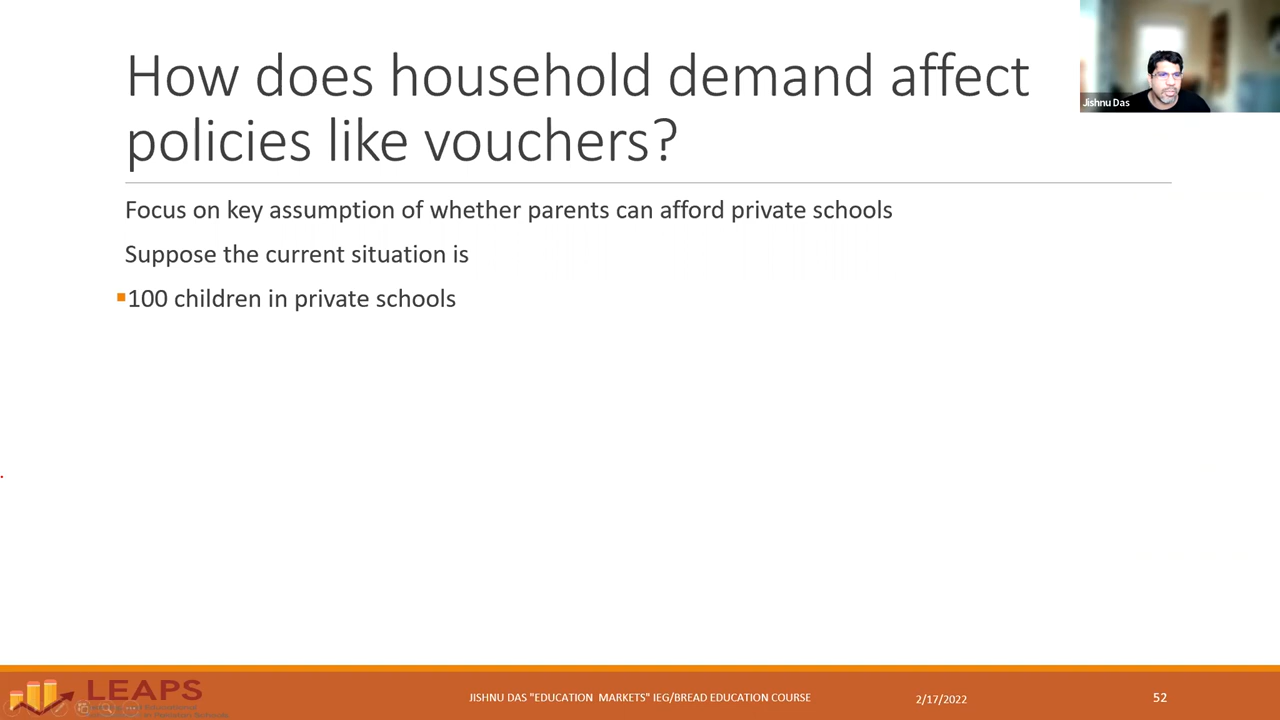 How does household demand affect
policies like vouchers?
Jishnu Das
Focus on key assumption of whether parents can afford private schools
Suppose the current situation is
▪100 children in private schools
LEAPS
JISHNU DAS "EDUCATION MARKETS" IEG/BREAD EDUCATION COURSE
2/17/2022
52